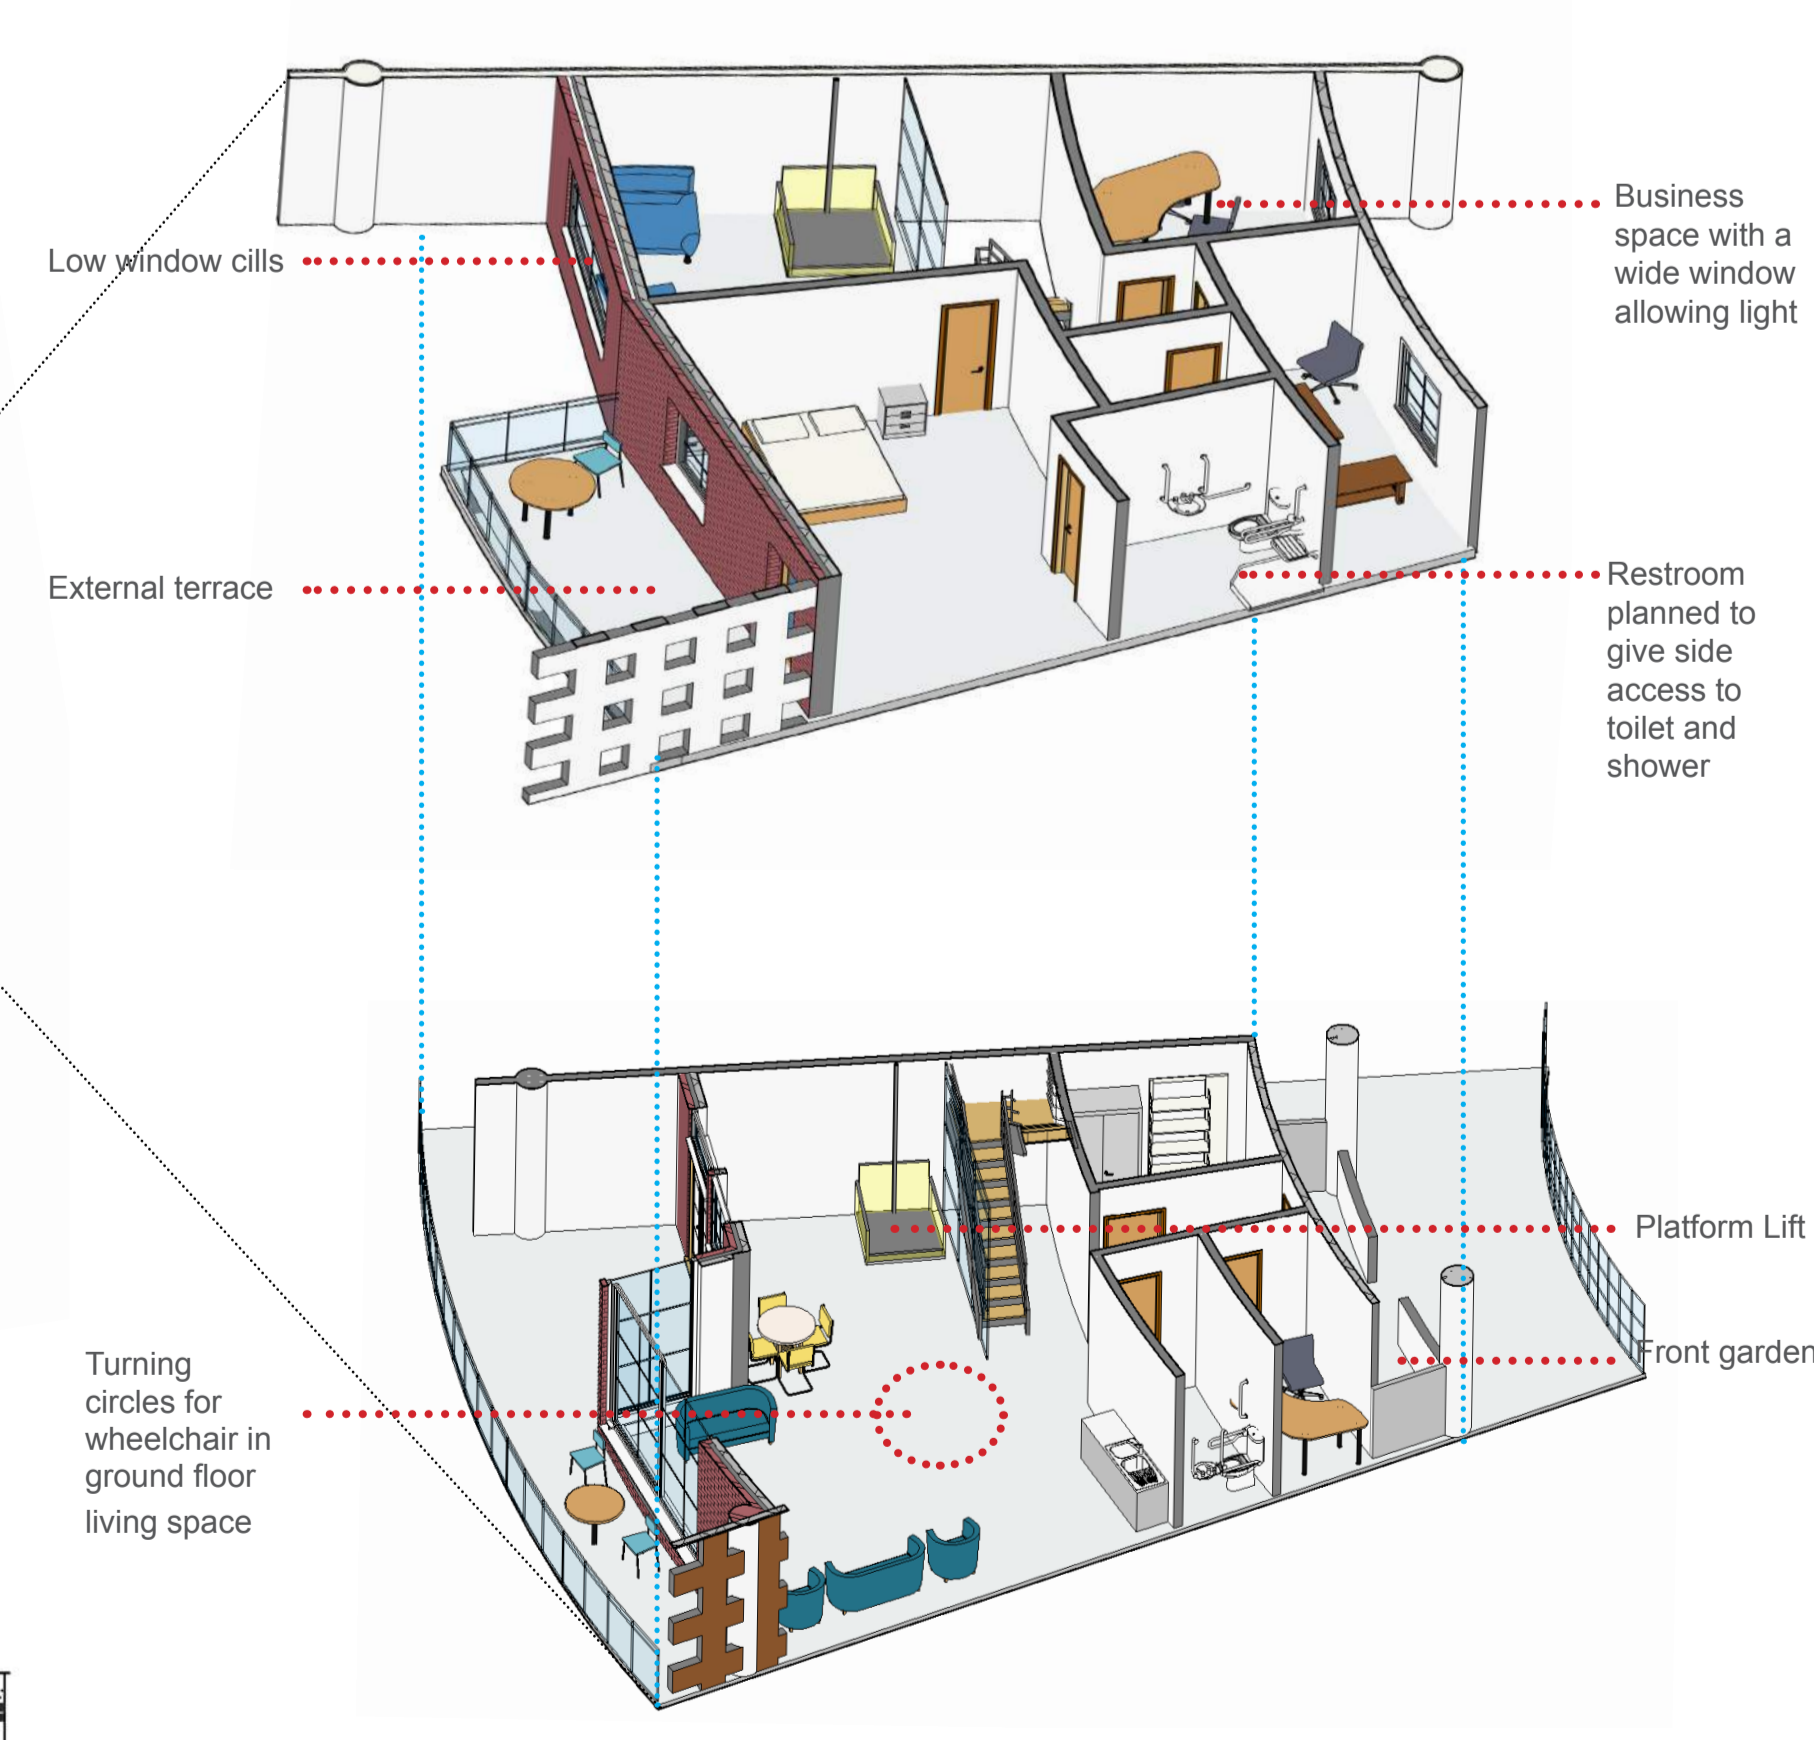 Business
space with a
wide window
allowing light
Low window cills
External terrace
Restroom
planned to
give side
access to
toilet and
shower
Platform Lift
Front garden
Turning
circles for
wheelchair in
ground floor
living space